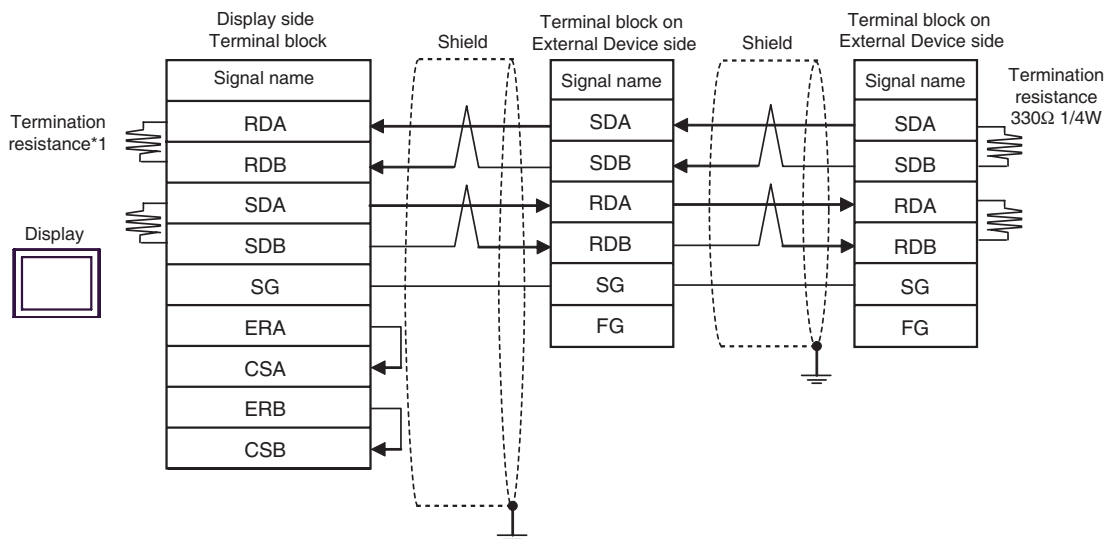 Display side
Terminal block
Shield
Terminal block on
External Device side
Shield
Terminal block on
External Device side
Termination
resistance*1
Display
Signal name
RDA
RDB
SDA
SDB
SG
ERA
CSA
ERB
CSB
Signal name
SDA
SDB
RDA
RDB
SG
FG
Signal name
SDA
SDB
RDA
RDB
SG
FG
Termination
resistance
330Ω 1/4W